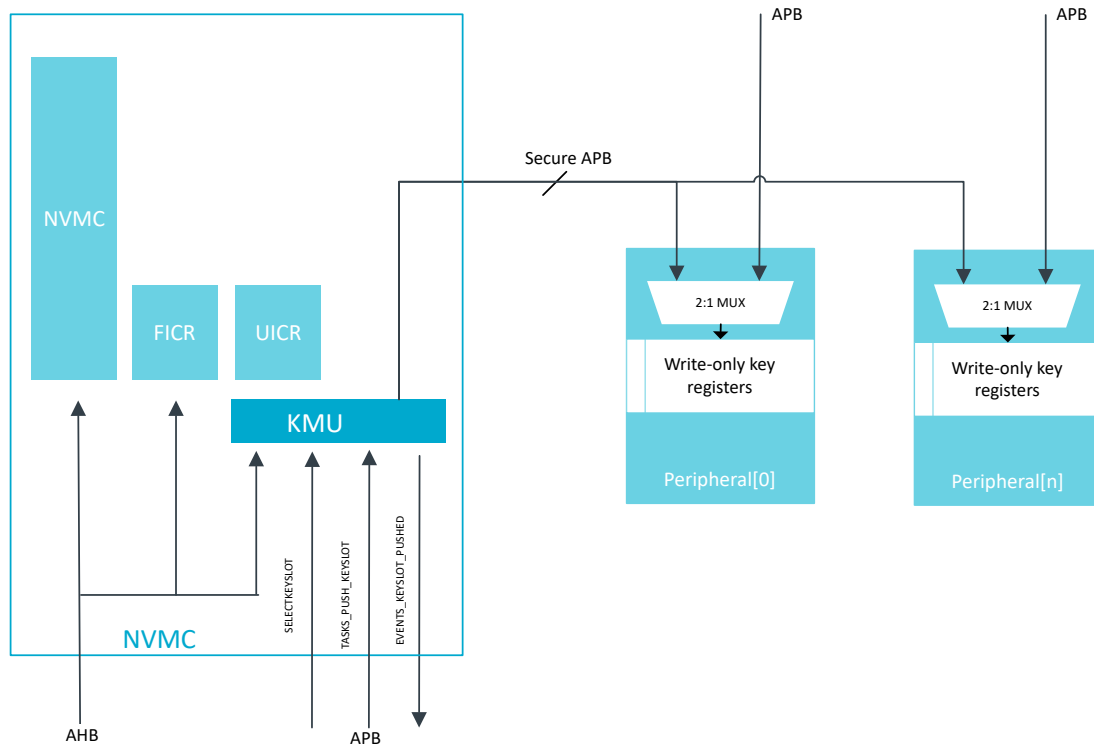 APB
APB
Secure APB
NVMC
FICR
UICR
KMU
2:1 MUX
2:1 MUX
Write-only key
registers
Write-only key
registers
Peripheral[0]
Peripheral[n]
SELECTKEYSLOT
TASKS_PUSH_KEYSLOT
EVENTS_KEYSLOT_PUSHED
NVMC
AHB
APB